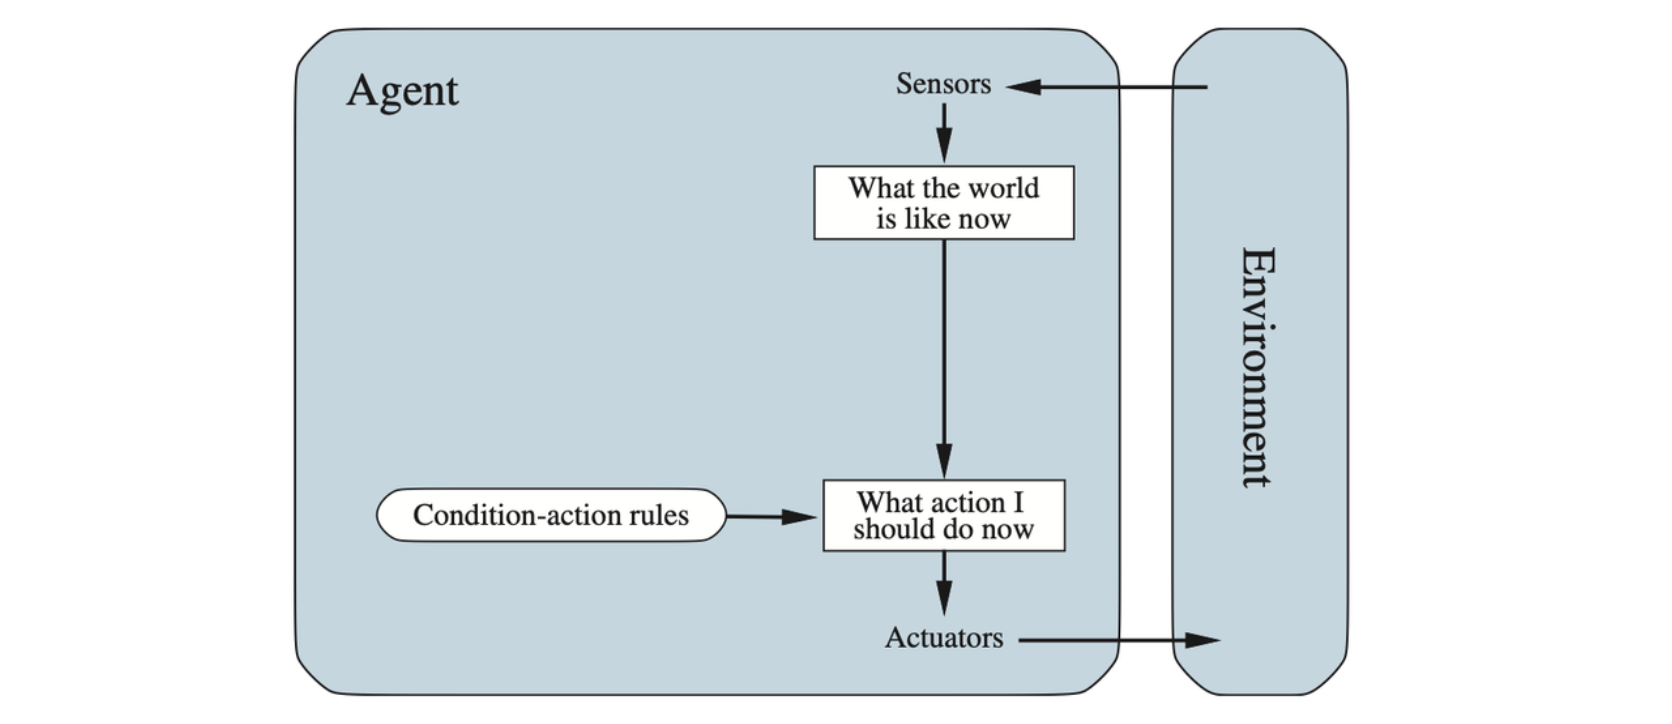 Agent
Sensors
What the world
is like now
Environment
Condition-action rules
What action I
should do now
Actuators